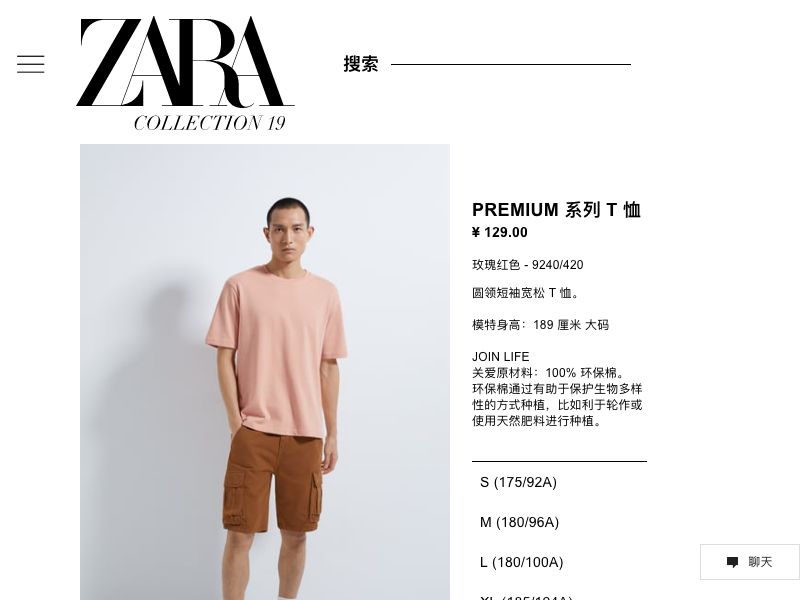 ZARA
COLLECTION 19
搜索
PREMIUM 系列 T 恤
¥ 129.00
玫瑰红色 - 9240/420
圆领短袖宽松 T 恤。
模特身高：189 厘米 大码
JOIN LIFE
关爱原材料：100% 环保棉。
环保棉通过有助于保护生物多样
性的方式种植，比如利于轮作或
使用天然肥料进行种植。
S (175/92A)
M (180/96A)
L (180/100A)
XL (185/104A)
聊天